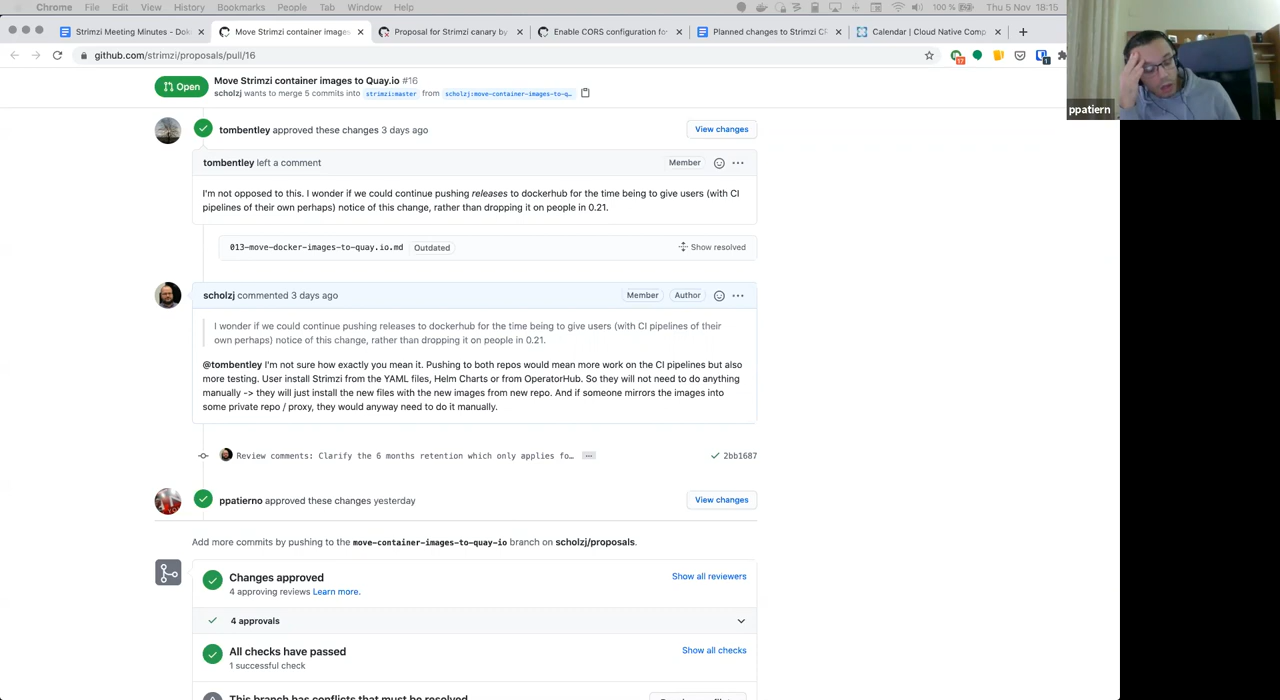 Chrome File Edit View History Bookmarks People Tab Window Help 100 % Thu 5 Nov 18:15
Strimzi Meeting Minutes - Do Move Strimzi container images Proposal for Strimzi canary by Enable CORS configuration fo Planned changes to Strimzi C Calendar | Cloud Native Comp
github.com/strimzi/proposals/pull/16
17 1
ppatiern
Open
Move Strimzi container images to Quay.io #16
scholzj wants to merge 5 commits into strimzi:master from scholzj:move-container-images-to-q…
tombentley approved these changes 3 days ago View changes
tombentley left a comment Member
I'm not opposed to this. I wonder if we could continue pushing releases to dockerhub for the time being to give users (with CI
pipelines of their own perhaps) notice of this change, rather than dropping it on people in 0.21.
013-move-docker-images-to-quay.io.md Outdated Show resolved
scholzj commented 3 days ago Member Author
I wonder if we could continue pushing releases to dockerhub for the time being to give users (with CI pipelines of their
own perhaps) notice of this change, rather than dropping it on people in 0.21.
@tombentley I'm not sure how exactly you mean it. Pushing to both repos would mean more work on the CI pipelines but also
more testing. User install Strimzi from the YAML files, Helm Charts or from OperatorHub. So they will not need to do anything
manually -> they will just install the new files with the new images from new repo. And if someone mirrors the images into
some private repo / proxy, they would anyway need to do it manually.
Review comments: Clarify the 6 months retention which only applies fo… … 2bb1687
ppatierno approved these changes yesterday View changes
Add more commits by pushing to the move-container-images-to-quay-io branch on scholzj/proposals.
Changes approved Show all reviewers
4 approving reviews Learn more.
4 approvals
All checks have passed Show all checks
1 successful check
This branch has conflicts that must be resolved